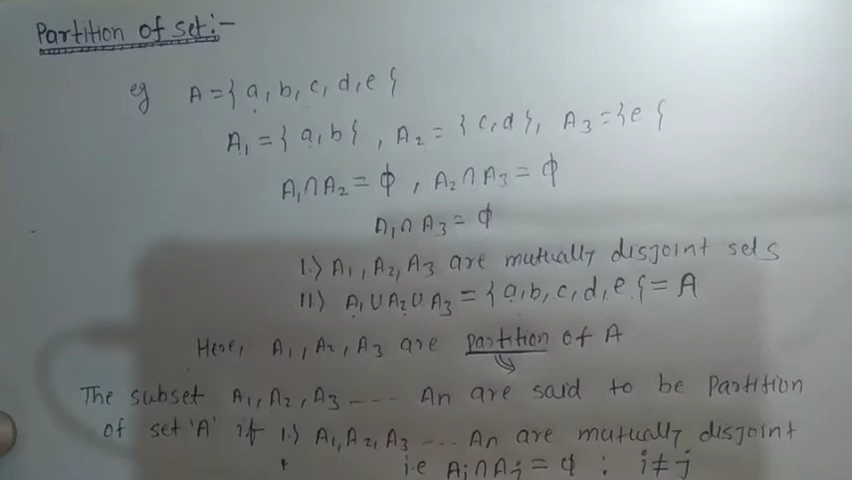 Partition of set:-
eg A = { a, b, c, d, e }
A₁ = { a, b }, A₂ = { c, d }, A₃ = { e }
A₁ ∩ A₂ = ϕ , A₂ ∩ A₃ = ϕ
A₁ ∩ A₃ = ϕ
I.) A₁, A₂, A₃ are mutually disjoint sets
II.) A₁ ∪ A₂ ∪ A₃ = { a, b, c, d, e } = A
Here, A₁, A₂, A₃ are partition of A
The subset A₁, A₂, A₃ ---- An are said to be Partition
of set 'A' if I.) A₁, A₂, A₃ ---- An are mutually disjoint
i.e Ai ∩ Aj = ϕ : i ≠ j